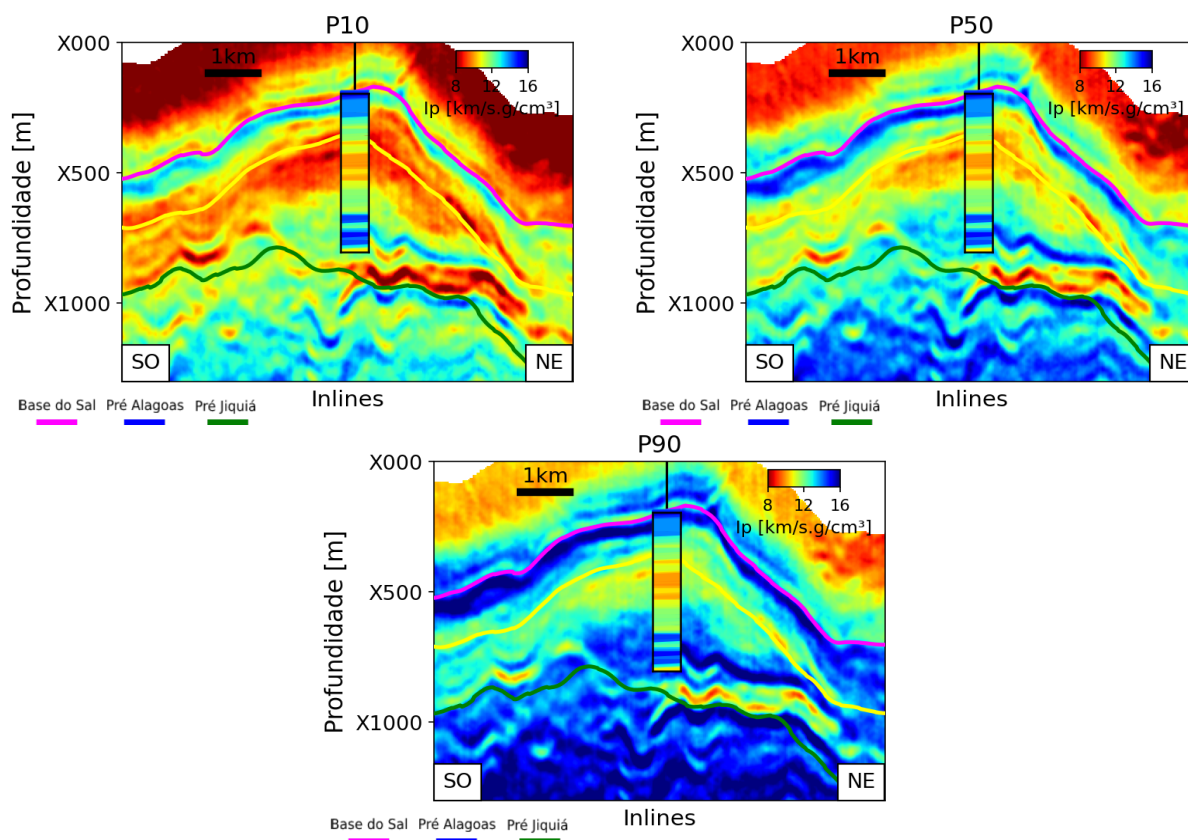 P10
X000
1km
8 12 16
Ip [km/s.g/cm³]
X500
X1000
Profundidade [m]
SO
NE
Inlines
Base do Sal Pré Alagoas Pré Jiquiá
P50
X000
1km
8 12 16
Ip [km/s.g/cm³]
X500
X1000
Profundidade [m]
SO
NE
Inlines
Base do Sal Pré Alagoas Pré Jiquiá
P90
X000
1km
8 12 16
Ip [km/s.g/cm³]
X500
X1000
Profundidade [m]
SO
NE
Inlines
Base do Sal Pré Alagoas Pré Jiquiá